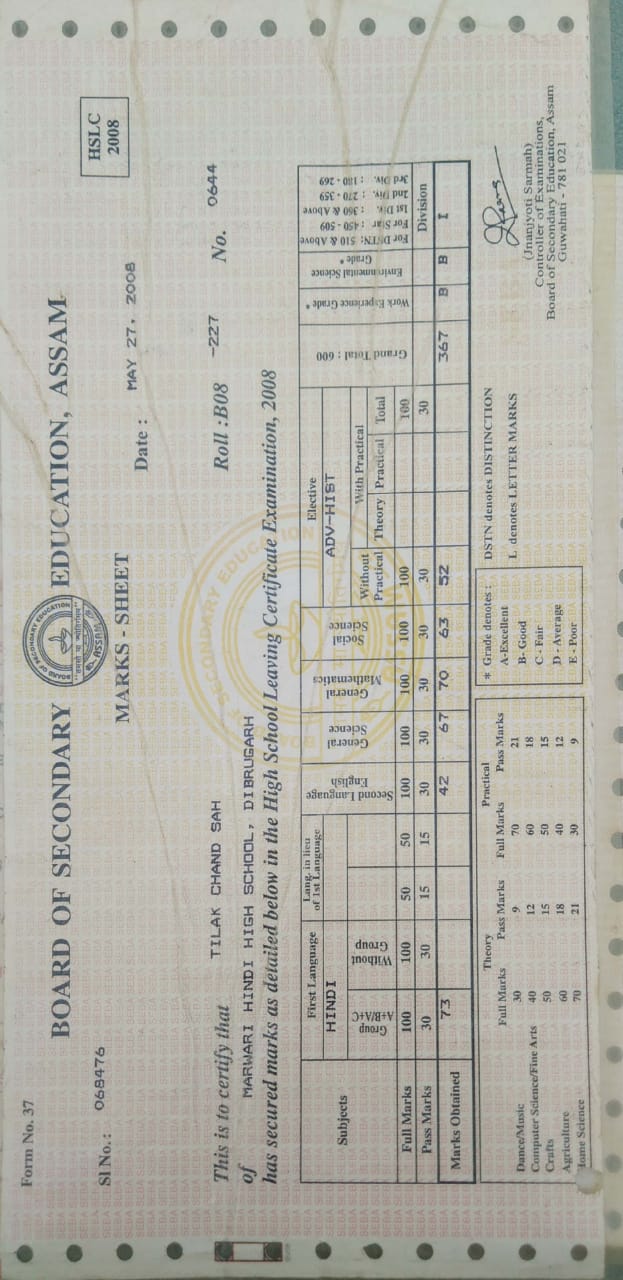 Form No. 37
BOARD OF SECONDARY EDUCATION, ASSAM
HSLC
2008
BOARD OF SECONDARY EDUCATION
ASSAM
Sl No.: 068476
MARKS - SHEET
Date : MAY 27, 2008
This is to certify that TILAK CHAND SAH Roll :B08 -227 No. 0644
of MARWARI HINDI HIGH SCHOOL, DIBRUGARH
has secured marks as detailed below in the High School Leaving Certificate Examination, 2008
Subjects
First Language
HINDI
Group
A+B/A+C
Without
Group
Lang. in lieu
of 1st Language
Second Language
English
General
Science
General
Mathematics
Social
Science
Elective
ADV-HIST
Without
Practical
With Practical
Theory Practical Total
Grand Total : 600
Work Experience Grade *
Environmental Science
Grade *
For DSTN: 510 & Above
For Star : 450 - 509
1st Div. : 360 & Above
2nd Div. : 270 - 359
3rd Div. : 180 - 269
Division
Full Marks 100 100 50 50 100 100 100 100 100 100
Pass Marks 30 30 15 15 30 30 30 30 30 30
Marks Obtained 73 42 67 70 63 52 367 B B I
Theory Practical
Full Marks Pass Marks Full Marks Pass Marks
Dance/Music 30 9 70 21
Computer Science/Fine Arts 40 12 60 18
Crafts 50 15 50 15
Agriculture 60 18 40 12
Home Science 70 21 30 9
* Grade denotes :
A-Excellent
B- Good
C - Fair
D - Average
E - Poor
DSTN denotes DISTINCTION
L denotes LETTER MARKS
(Jnanjyoti Sarmah)
Controller of Examinations,
Board of Secondary Education, Assam
Guwahati - 781 021